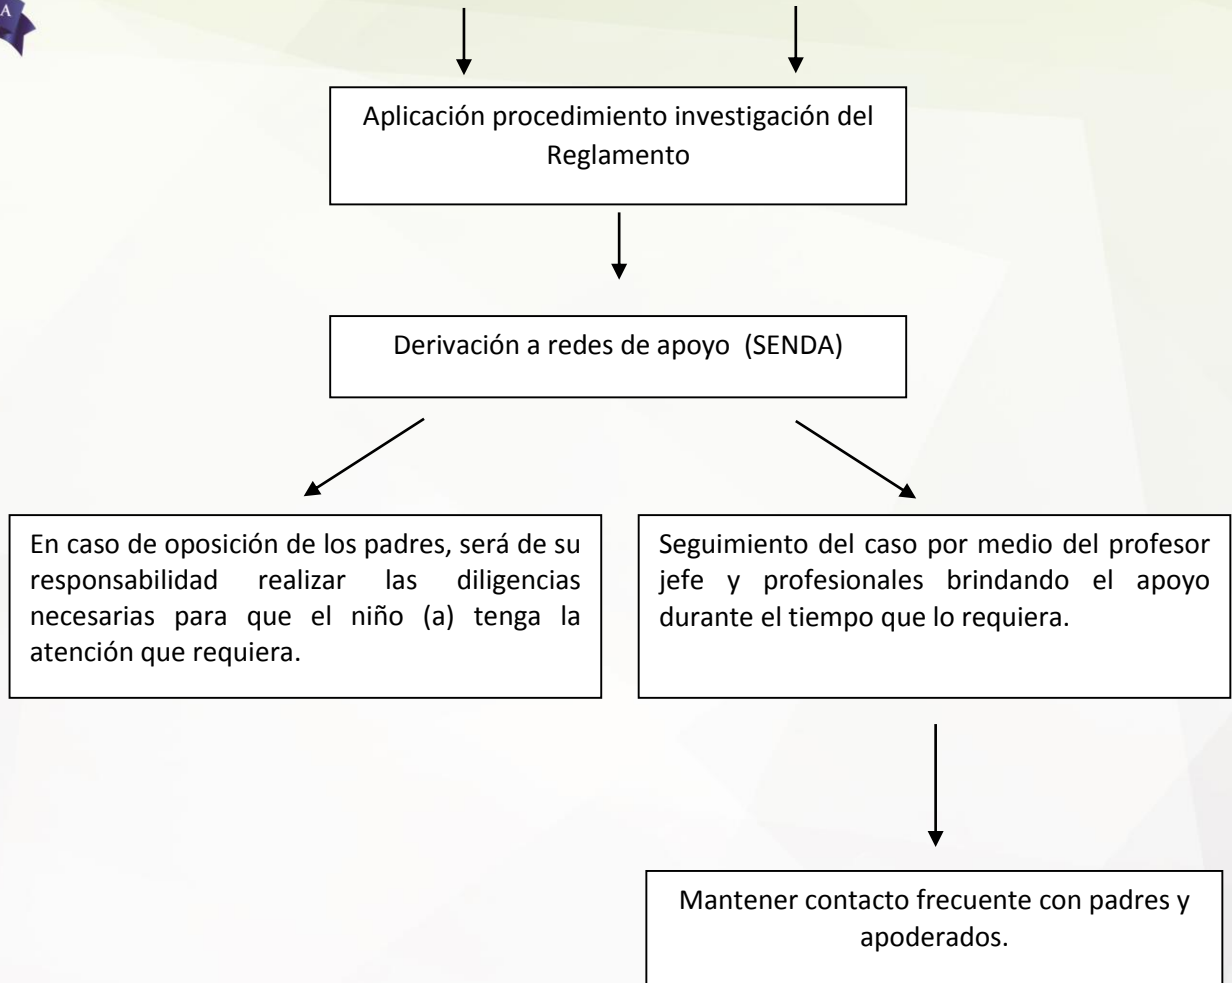 A
Aplicación procedimiento investigación del
Reglamento
Derivación a redes de apoyo (SENDA)
En caso de oposición de los padres, será de su
responsabilidad realizar las diligencias
necesarias para que el niño (a) tenga la
atención que requiera.
Seguimiento del caso por medio del profesor
jefe y profesionales brindando el apoyo
durante el tiempo que lo requiera.
Mantener contacto frecuente con padres y
apoderados.